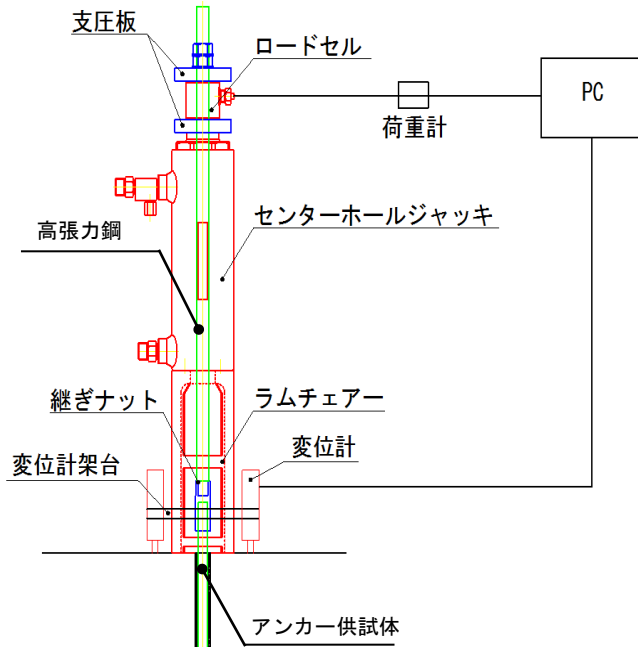 支圧板
ロードセル
PC
荷重計
センターホールジャッキ
高張力鋼
継ぎナット
ラムチェアー
変位計
変位計架台
アンカー供試体